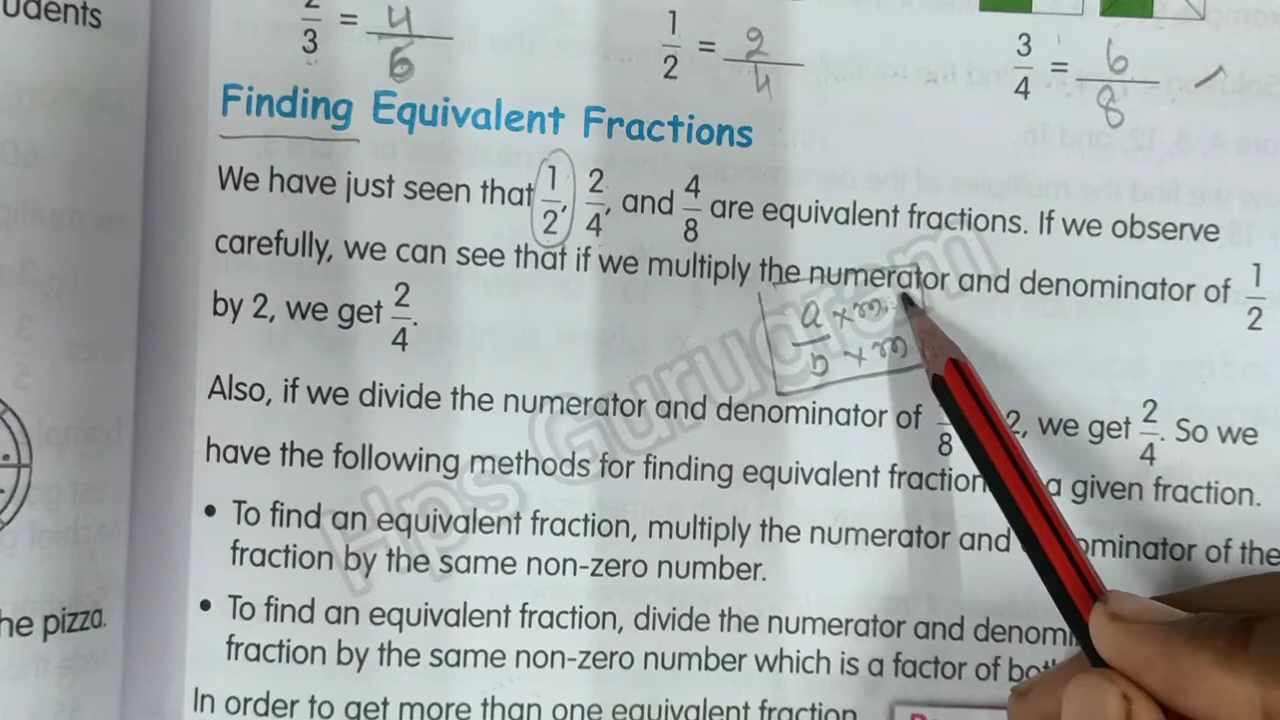 udents
2/3 = 4/6
1/2 = 2/4
3/4 = 6/8
Finding Equivalent Fractions
We have just seen that 1/2, 2/4, and 4/8 are equivalent fractions. If we observe
carefully, we can see that if we multiply the numerator and denominator of 1/2
by 2, we get 2/4.
a × m
b × m
Also, if we divide the numerator and denominator of 8 2, we get 2/4. So we
have the following methods for finding equivalent fraction a given fraction.
• To find an equivalent fraction, multiply the numerator and ominator of the
fraction by the same non-zero number.
• To find an equivalent fraction, divide the numerator and denomi
fraction by the same non-zero number which is a factor of bot
he pizza.
In order to get more than one equivalent fraction
Hps Gurugram